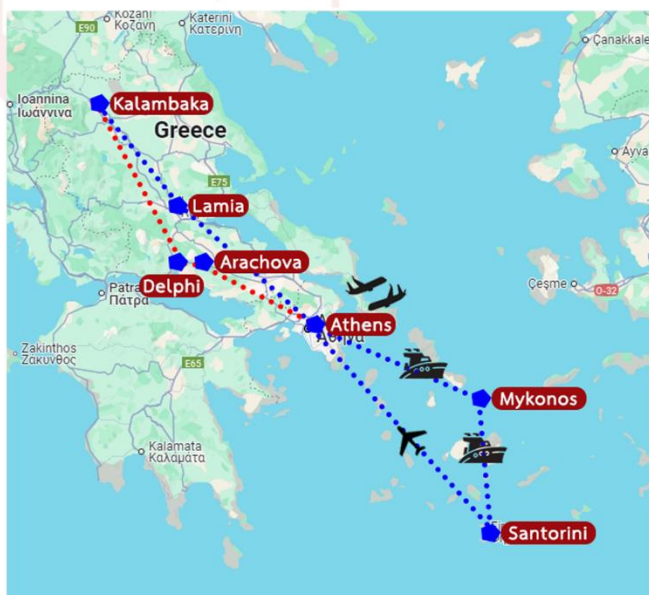 Kozani
Κοζάνη
Katerini
Κατερίνη
E90
Çanakkale
Ioannina
Ιωάννινα
Kalambaka
Greece
Ayva
E75
Lamia
Arachova
Delphi
Çeşme
O-32
Patra
Πάτρα
Athens
Αθήνα
Zakinthos
Ζάκυνθος
E65
Mykonos
Kalamata
Καλαμάτα
Santorini